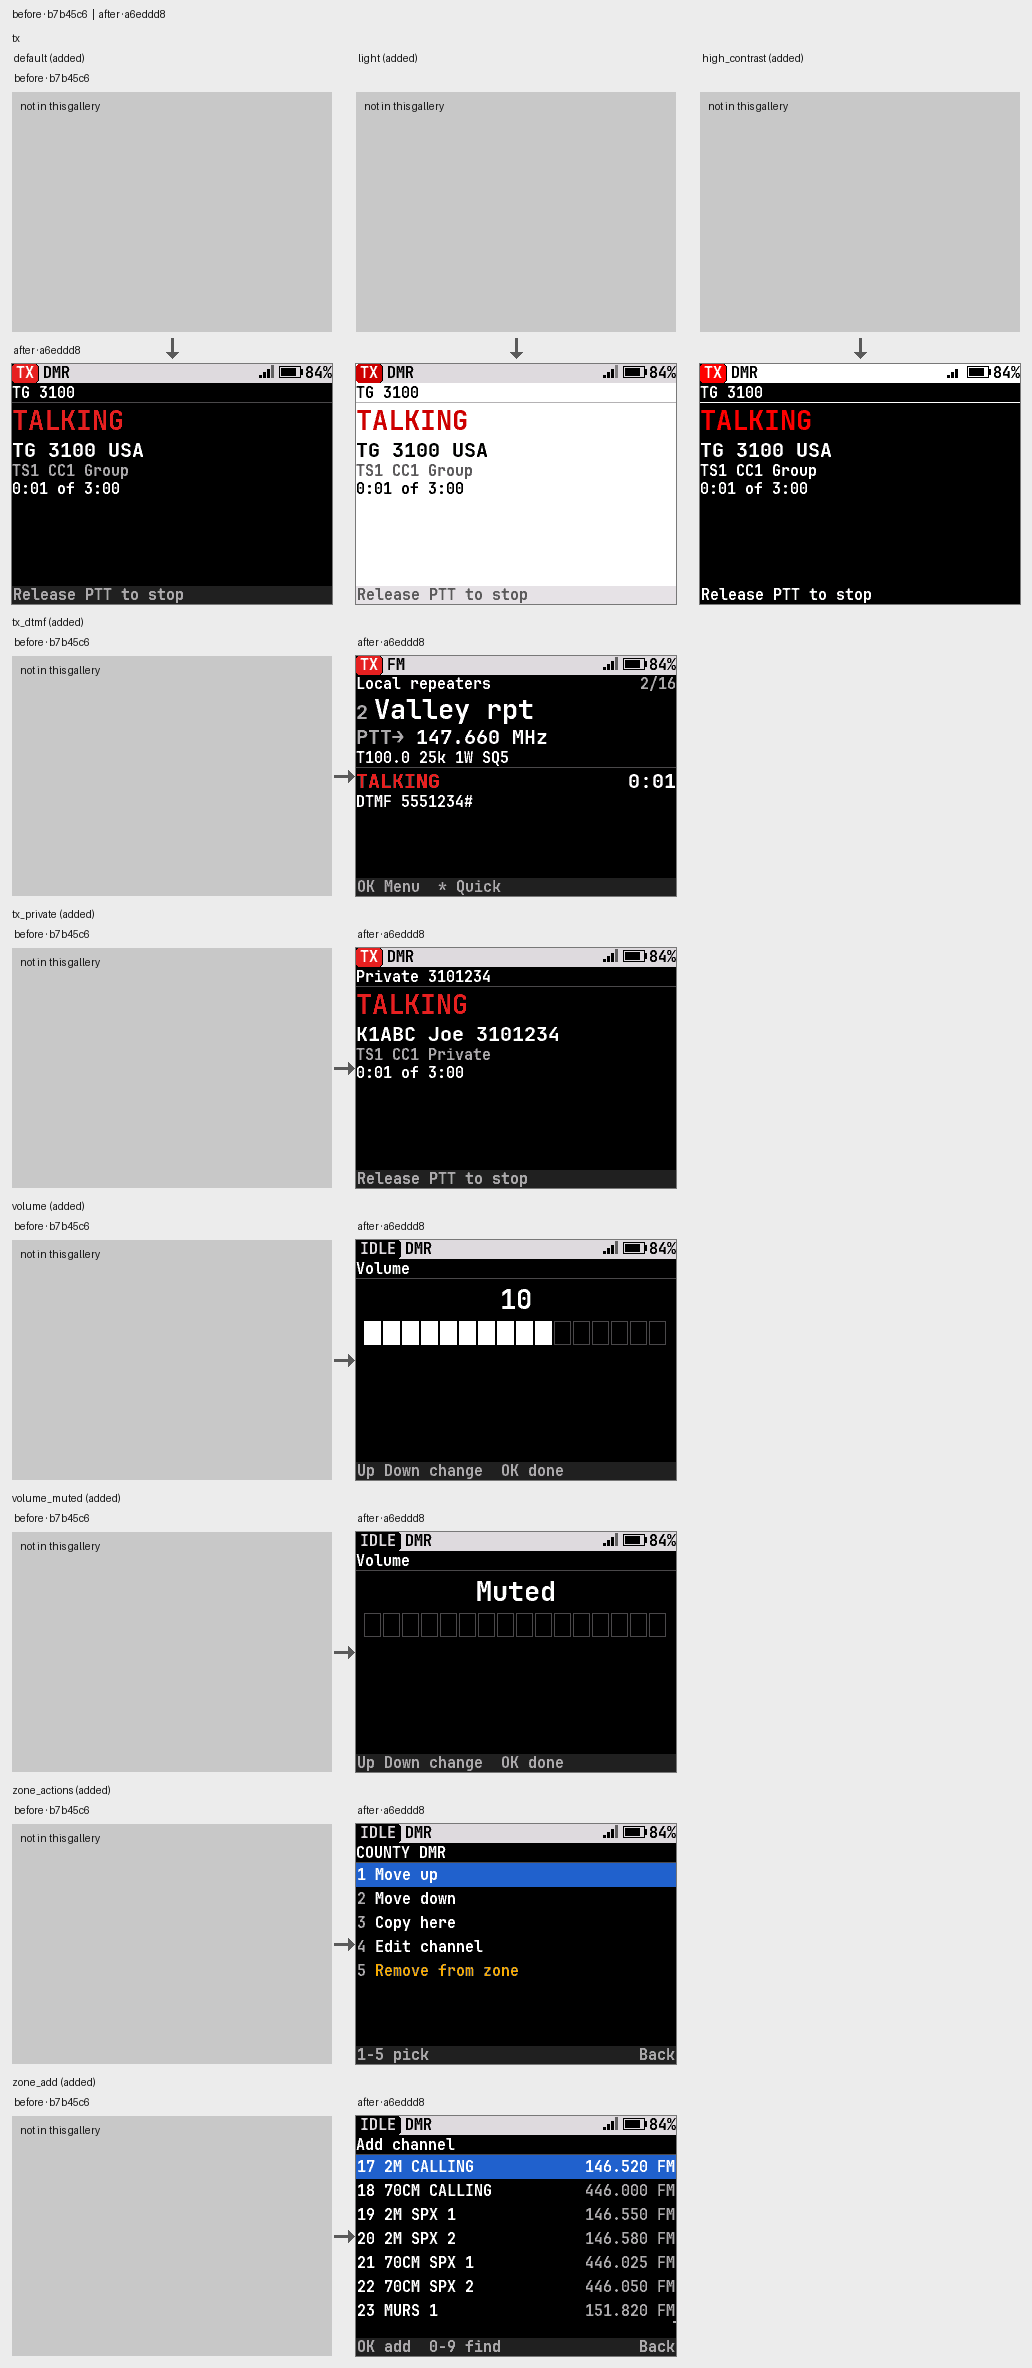 before · b7b45c6 | after · a6eddd8
tx
default (added) light (added) high_contrast (added)
before · b7b45c6
not in this gallery not in this gallery not in this gallery
after · a6eddd8
TX DMR 84% TX DMR 84% TX DMR 84%
TG 3100 TG 3100 TG 3100
TALKING TALKING TALKING
TG 3100 USA TG 3100 USA TG 3100 USA
TS1 CC1 Group TS1 CC1 Group TS1 CC1 Group
0:01 of 3:00 0:01 of 3:00 0:01 of 3:00
Release PTT to stop Release PTT to stop Release PTT to stop
tx_dtmf (added)
before · b7b45c6 after · a6eddd8
not in this gallery
TX FM 84%
Local repeaters 2/16
2 Valley rpt
PTT→ 147.660 MHz
T100.0 25k 1W SQ5
TALKING 0:01
DTMF 5551234#
OK Menu * Quick
tx_private (added)
before · b7b45c6 after · a6eddd8
not in this gallery
TX DMR 84%
Private 3101234
TALKING
K1ABC Joe 3101234
TS1 CC1 Private
0:01 of 3:00
Release PTT to stop
volume (added)
before · b7b45c6 after · a6eddd8
not in this gallery
IDLE DMR 84%
Volume
10
Up Down change OK done
volume_muted (added)
before · b7b45c6 after · a6eddd8
not in this gallery
IDLE DMR 84%
Volume
Muted
Up Down change OK done
zone_actions (added)
before · b7b45c6 after · a6eddd8
not in this gallery
IDLE DMR 84%
COUNTY DMR
1 Move up
2 Move down
3 Copy here
4 Edit channel
5 Remove from zone
1-5 pick Back
zone_add (added)
before · b7b45c6 after · a6eddd8
not in this gallery
IDLE DMR 84%
Add channel
17 2M CALLING 146.520 FM
18 70CM CALLING 446.000 FM
19 2M SPX 1 146.550 FM
20 2M SPX 2 146.580 FM
21 70CM SPX 1 446.025 FM
22 70CM SPX 2 446.050 FM
23 MURS 1 151.820 FM
OK add 0-9 find Back